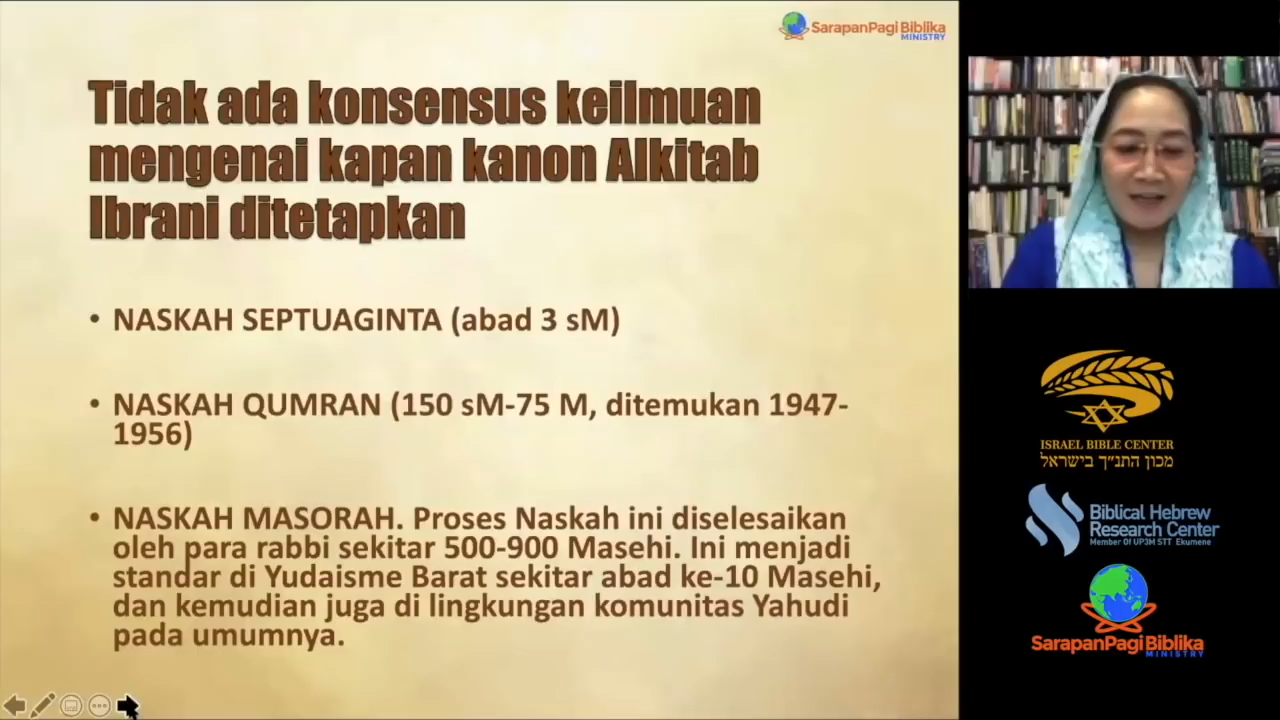 SarapanPagi Biblika
MINISTRY
Tidak ada konsensus keilmuan
mengenai kapan kanon Alkitab
Ibrani ditetapkan
• NASKAH SEPTUAGINTA (abad 3 sM)
• NASKAH QUMRAN (150 sM-75 M, ditemukan 1947-
1956)
• NASKAH MASORAH. Proses Naskah ini diselesaikan
oleh para rabbi sekitar 500-900 Masehi. Ini menjadi
standar di Yudaisme Barat sekitar abad ke-10 Masehi,
dan kemudian juga di lingkungan komunitas Yahudi
pada umumnya.
ISRAEL BIBLE CENTER
מכון התנ״ך בישראל
Biblical Hebrew
Research Center
Member Of UP3M STT Ekumene
SarapanPagi Biblika
MINISTRY